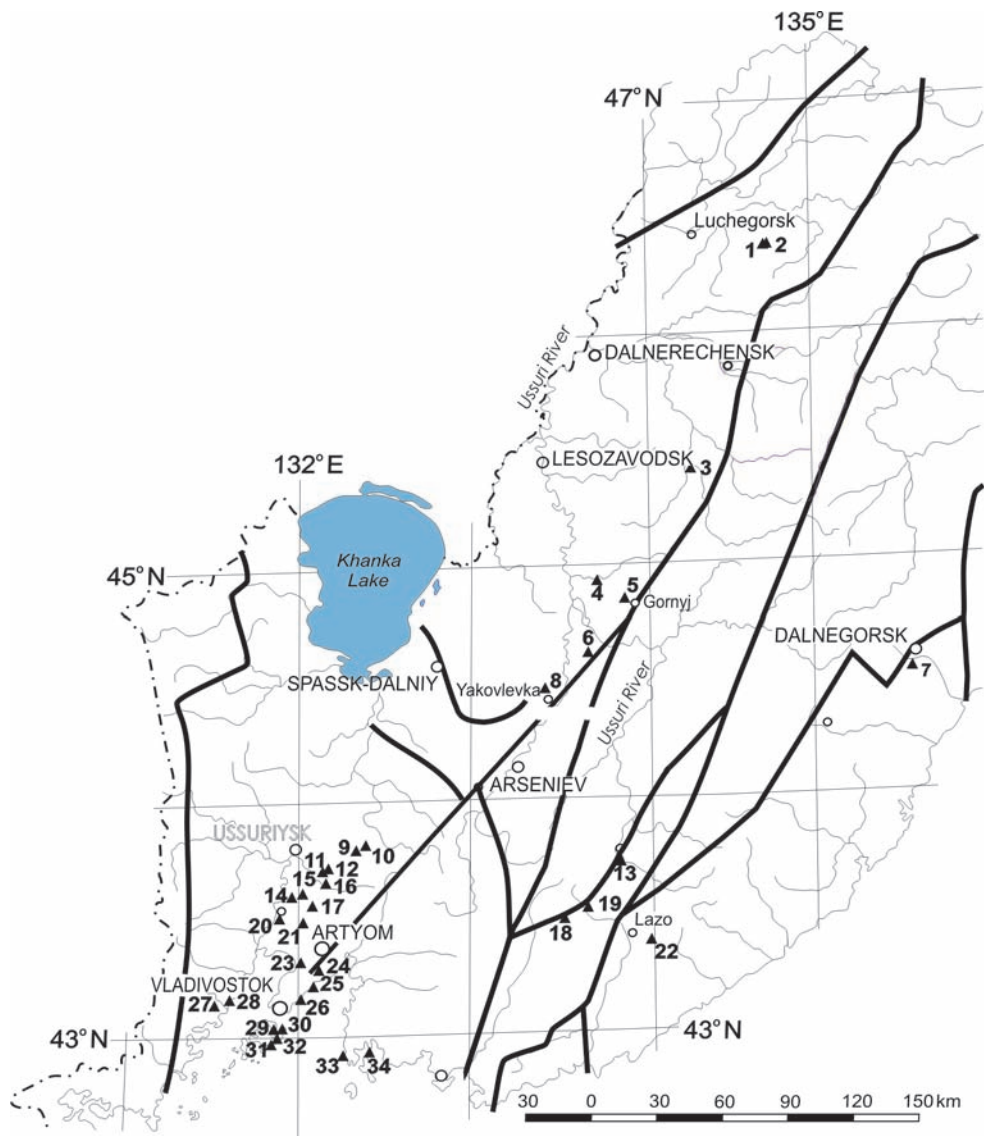 135°E
47°N
Luchegorsk
1 2
Ussuri River
DALNERECHENSK
132°E
LESOZAVODSK
3
Khanka
Lake
45°N
4
5
Gornyj
DALNEGORSK
6
7
SPASSK-DALNIY
Yakovlevka
8
Ussuri River
ARSENIEV
USSURIYSK
9
10
11
12
13
15
16
14
17
19
20
18
Lazo
21
ARTYOM
22
23
24
VLADIVOSTOK
25
27
28
26
29
30
43°N
43°N
31
32
33
34
30 0 30 60 90 150 km